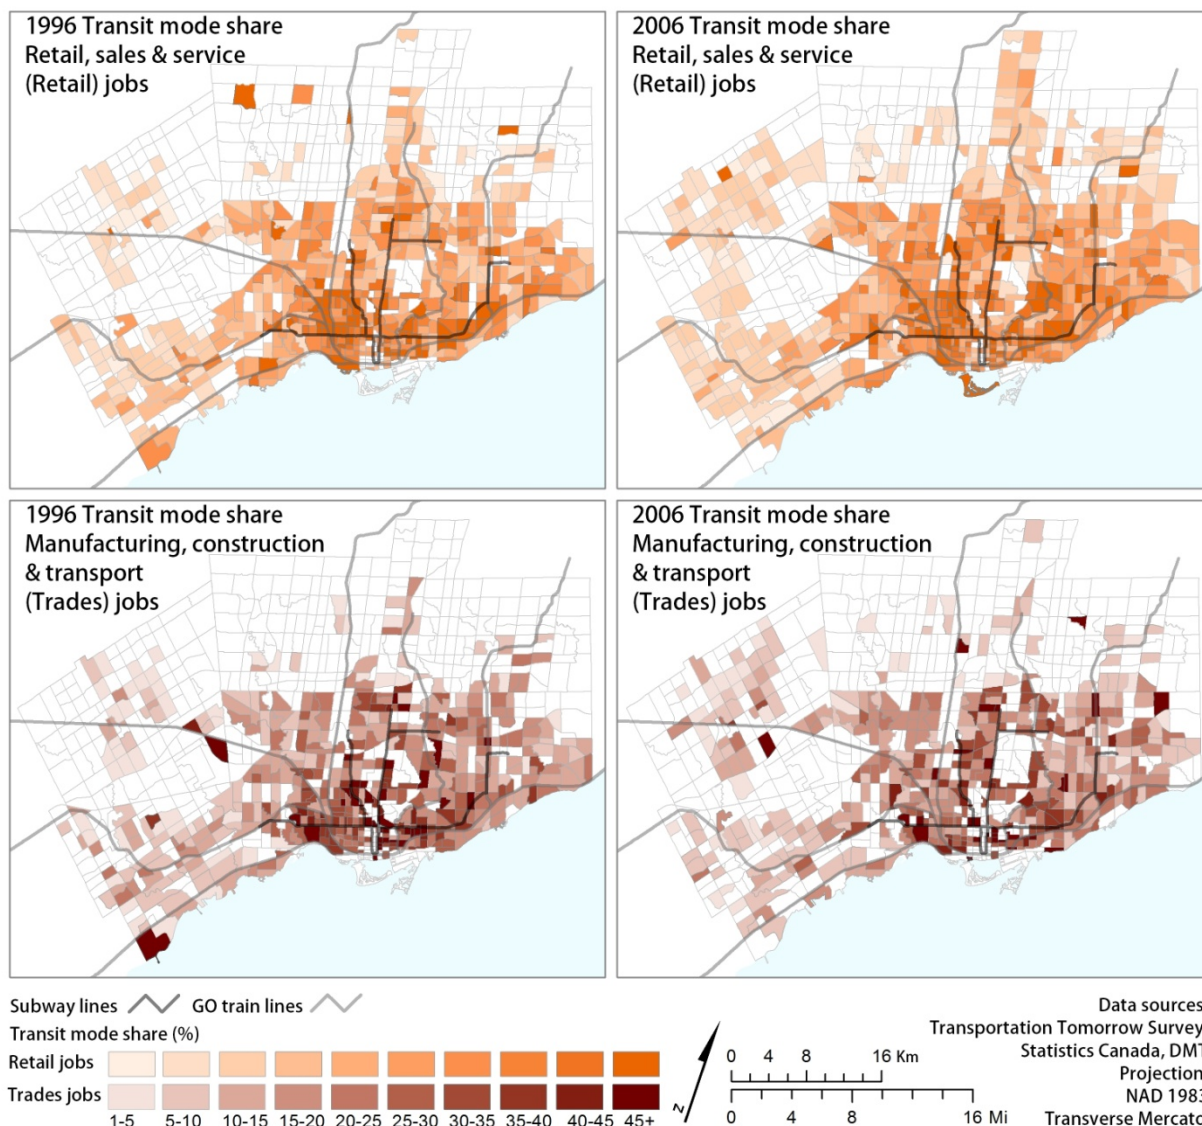 1996 Transit mode share
Retail, sales & service
(Retail) jobs
2006 Transit mode share
Retail, sales & service
(Retail) jobs
1996 Transit mode share
Manufacturing, construction
& transport
(Trades) jobs
2006 Transit mode share
Manufacturing, construction
& transport
(Trades) jobs
Subway lines GO train lines
Transit mode share (%)
Retail jobs
Trades jobs
1-5 5-10 10-15 15-20 20-25 25-30 30-35 35-40 40-45 45+
N
0 4 8 16 Km
0 4 8 16 Mi
Data sources
Transportation Tomorrow Survey
Statistics Canada, DMT
Projection
NAD 1983
Transverse Mercato